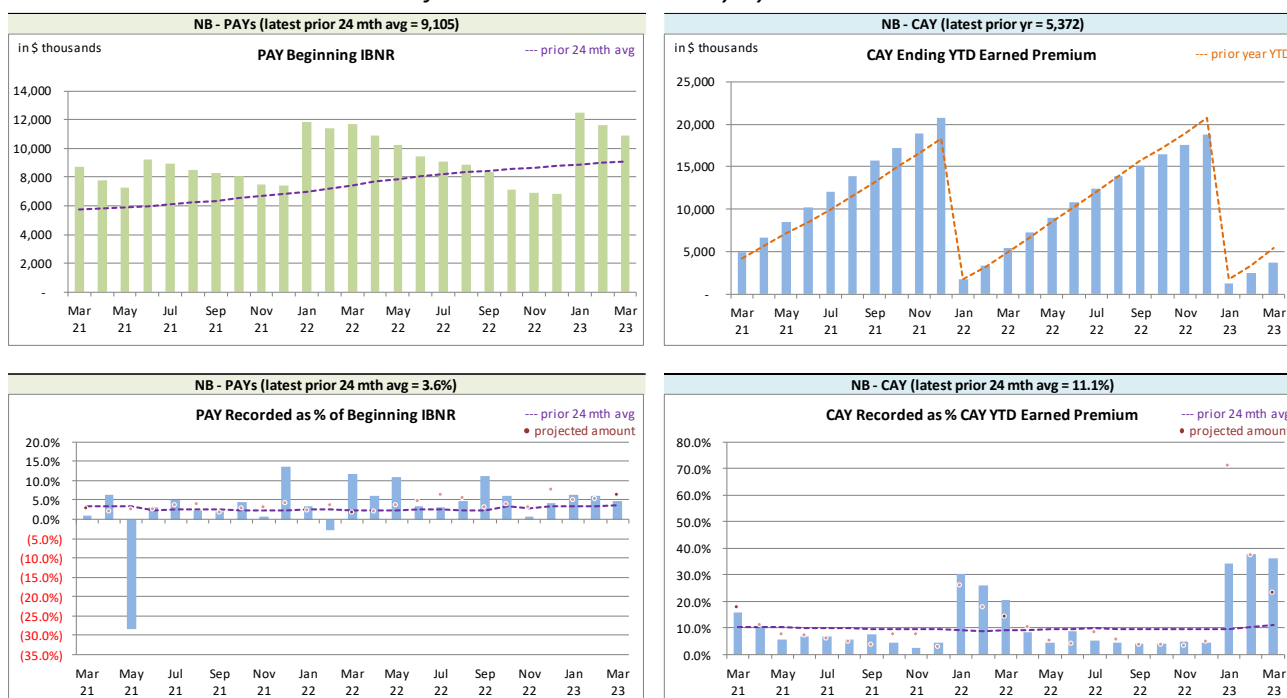 NB - PAYs (latest prior 24 mth avg = 9,105)
in $ thousands
PAY Beginning IBNR
--- prior 24 mth avg
14,000
12,000
10,000
8,000
6,000
4,000
2,000
-
Mar 21 May 21 Jul 21 Sep 21 Nov 21 Jan 22 Mar 22 May 22 Jul 22 Sep 22 Nov 22 Jan 23 Mar 23
NB - CAY (latest prior yr = 5,372)
in $ thousands
CAY Ending YTD Earned Premium
--- prior year YTD
25,000
20,000
15,000
10,000
5,000
-
Mar 21 May 21 Jul 21 Sep 21 Nov 21 Jan 22 Mar 22 May 22 Jul 22 Sep 22 Nov 22 Jan 23 Mar 23
NB - PAYs (latest prior 24 mth avg = 3.6%)
PAY Recorded as % of Beginning IBNR
--- prior 24 mth avg
• projected amount
20.0%
15.0%
10.0%
5.0%
0.0%
(5.0%)
(10.0%)
(15.0%)
(20.0%)
(25.0%)
(30.0%)
(35.0%)
Mar 21 May 21 Jul 21 Sep 21 Nov 21 Jan 22 Mar 22 May 22 Jul 22 Sep 22 Nov 22 Jan 23 Mar 23
NB - CAY (latest prior 24 mth avg = 11.1%)
CAY Recorded as % CAY YTD Earned Premium
--- prior 24 mth avg
• projected amount
80.0%
70.0%
60.0%
50.0%
40.0%
30.0%
20.0%
10.0%
0.0%
Mar 21 May 21 Jul 21 Sep 21 Nov 21 Jan 22 Mar 22 May 22 Jul 22 Sep 22 Nov 22 Jan 23 Mar 23